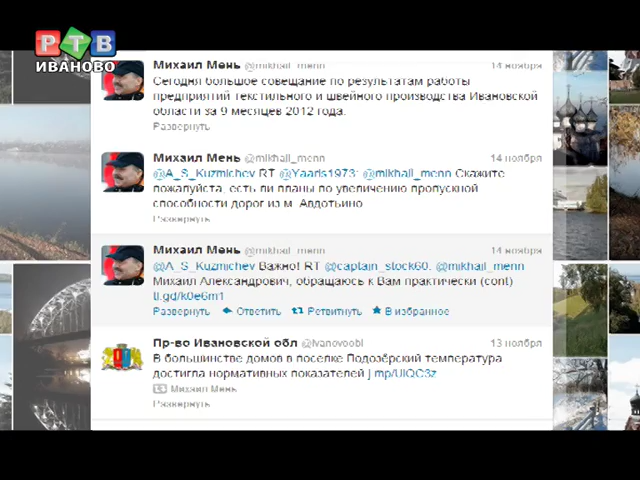 РТВ
ИВАНОВО
Михаил Мень @mikhail_menn 14 ноября
Сегодня большое совещание по результатам работы
предприятий текстильного и швейного производства Ивановской
области за 9 месяцев 2012 года.
Развернуть
Михаил Мень @mikhail_menn 14 ноября
@A_S_Kuzmichev RT @Yaaris1973: @mikhail_menn Скажите
пожалуйста, есть ли планы по увеличению пропускной
способности дорог из м. Авдотьино
Развернуть
Михаил Мень @mikhail_menn 14 ноября
@A_S_Kuzmichev Важно! RT @captain_stock60: @mikhail_menn
Михаил Александрович, обращаюсь к Вам практически (cont)
tl.gd/k0e6m1
Развернуть Ответить Ретвитнуть В избранное
Пр-во Ивановской обл @ivanovoobl 13 ноября
В большинстве домов в поселке Подозёрский температура
достигла нормативных показателей j.mp/UIQC3z
Михаил Мень
Развернуть